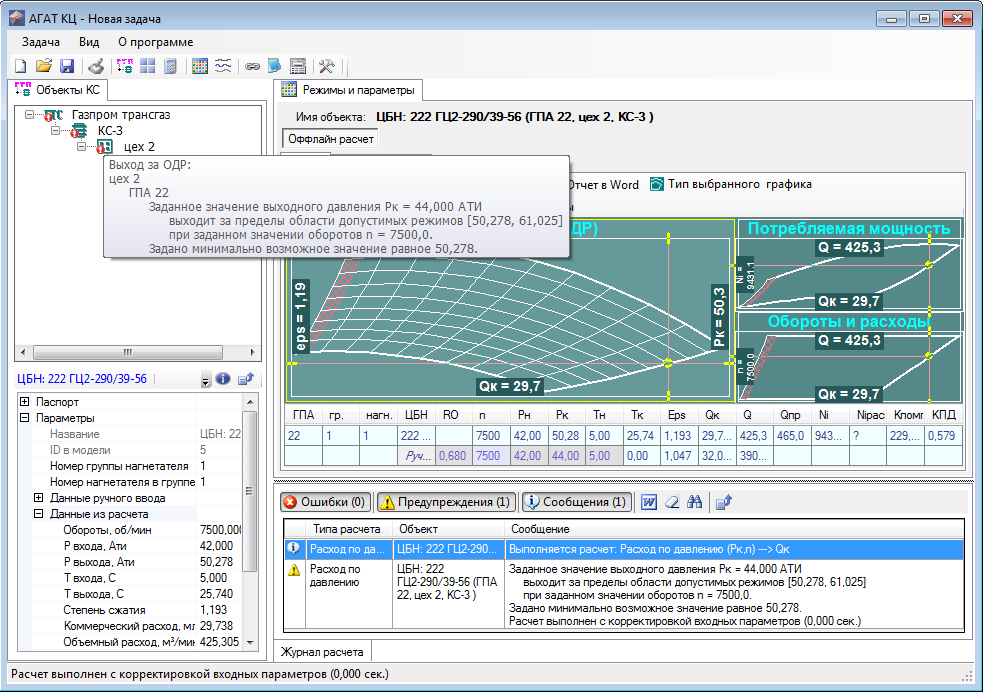 АГАТ КЦ - Новая задача
Задача Вид О программе
Объекты КС
Газпром трансгаз
КС-3
цех 2
Выход за ОДР:
цех 2
ГПА 22
Заданное значение выходного давления Рк = 44,000 АТИ
выходит за пределы области допустимых режимов [50,278, 61,025]
при заданном значении оборотов n = 7500,0.
Задано минимально возможное значение равное 50,278.
ЦБН: 222 ГЦ2-290/39-56
Паспорт
Параметры
Название ЦБН: 22
ID в модели 5
Номер группы нагнетателя 1
Номер нагнетателя в группе 1
Данные ручного ввода
Данные из расчета
Обороты, об/мин 7500,000
Р входа, Ати 42,000
Р выхода, Ати 50,278
Т входа, С 5,000
Т выхода, С 25,740
Степень сжатия 1,193
Коммерческий расход, мл 29,738
Объемный расход, м³/мин 425,305
Режимы и параметры
Имя объекта: ЦБН: 222 ГЦ2-290/39-56 (ГПА 22, цех 2, КС-3 )
Оффлайн расчет
Отчет в Word Тип выбранного графика
ДР)
eps = 1,19
Рк = 50,3
Qк = 29,7
Потребляемая мощность
Q = 425,3
Ni = 9431,1
Qк = 29,7
Обороты и расходы
Q = 425,3
n = 7500,0
Qк = 29,7
ГПА гр. нагн. ЦБН RO n Рн Рк Тн Тк Eps Qк Q Qпр Ni Nipac Кпомг КПД
22 1 1 222 ... 7500 42,00 50,28 5,00 25,74 1,193 29,7... 425,3 465,0 943... ? 229,... 0,579
Руч... 0,680 7500 42,00 44,00 5,00 0,00 1,047 32,0... 390...
Ошибки (0) Предупреждения (1) Сообщения (1)
Типа расчета Объект Сообщение
Расход по да... ЦБН: 222 ГЦ2-290... Выполняется расчет: Расход по давлению (Рк,n) --> Qк
Расход по давлению
ЦБН: 222 ГЦ2-290/39-56 (ГПА 22, цех 2, КС-3 )
Заданное значение выходного давления Рк = 44,000 АТИ
выходит за пределы области допустимых режимов [50,278, 61,025]
при заданном значении оборотов n = 7500,0.
Задано минимально возможное значение равное 50,278.
Расчет выполнен с корректировкой входных параметров (0,000 сек.)
Журнал расчета
Расчет выполнен с корректировкой входных параметров (0,000 сек.)